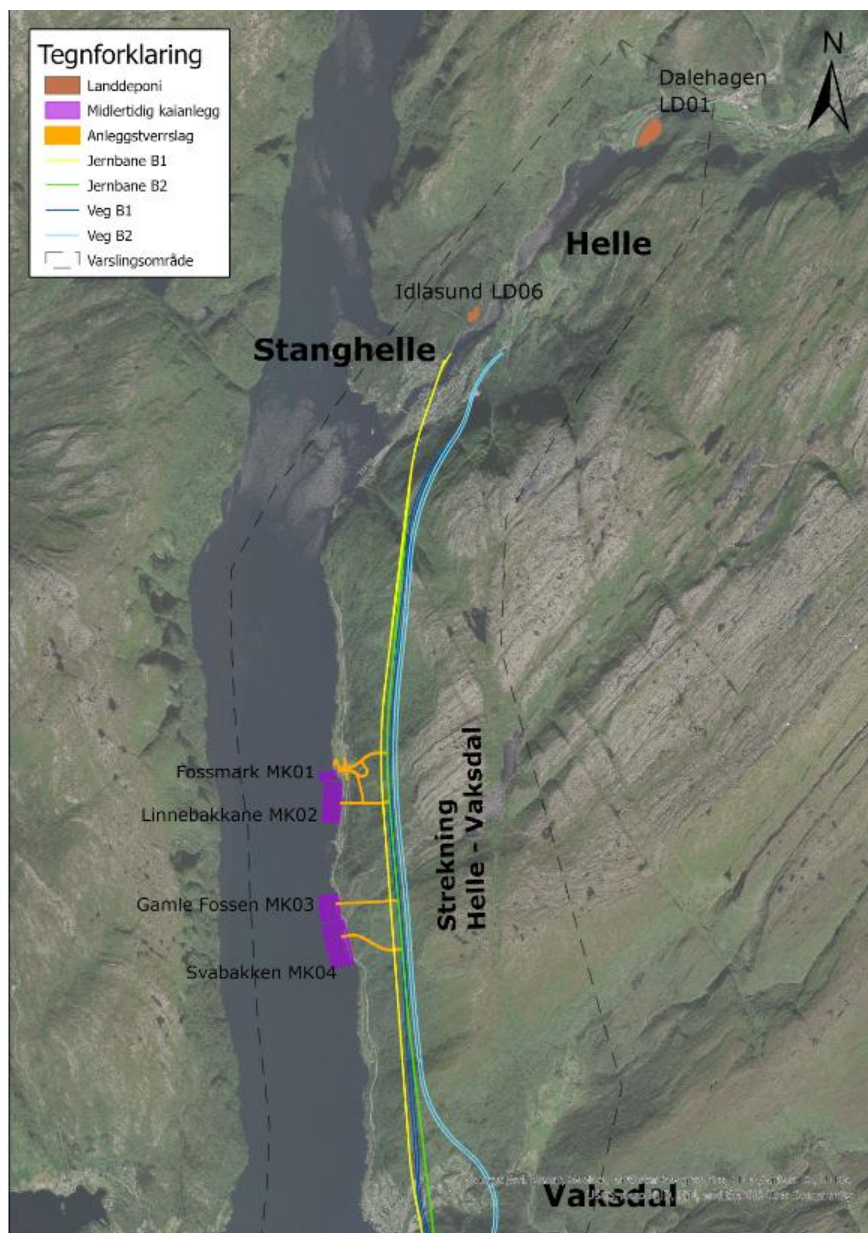 Tegnforklaring
Landdeponi
Midlertidig kaianlegg
Anleggstverrslag
Jernbane B1
Jernbane B2
Veg B1
Veg B2
Varslingsområde
N
Dalehagen
LD01
Helle
Idlasund LD06
Stanghelle
Fossmark MK01
Linnebakkane MK02
Strekning
Helle - Vaksdal
Gamle Fossen MK03
Svabakken MK04
Vaksdal